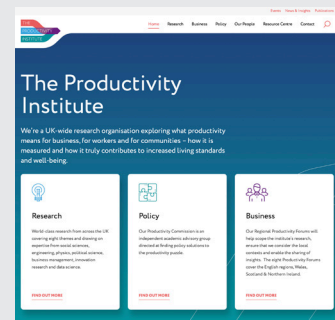 Events News & Insights Publications
THE
PRODUCTIVITY
INSTITUTE
Home Research Business Policy Our People Resource Centre Contact
The Productivity
Institute
We're a UK-wide research organisation exploring what productivity
means for business, for workers and for communities – how it is
measured and how it truly contributes to increased living standards
and well-being.
Research
World-class research from across the UK
covering eight themes and drawing on
expertise from social sciences,
engineering, physics, political science,
business management, innovation
research and data science.
FIND OUT MORE
Policy
Our Productivity Commission is an
independent academic advisory group
directed at finding policy solutions to
the productivity puzzle.
FIND OUT MORE
Business
Our Regional Productivity Forums will
help scope the institute's research,
ensure that we consider the local
contexts and enable the sharing of
insights. The eight Productivity Forums
cover the English regions, Wales,
Scotland & Northern Ireland.
FIND OUT MORE